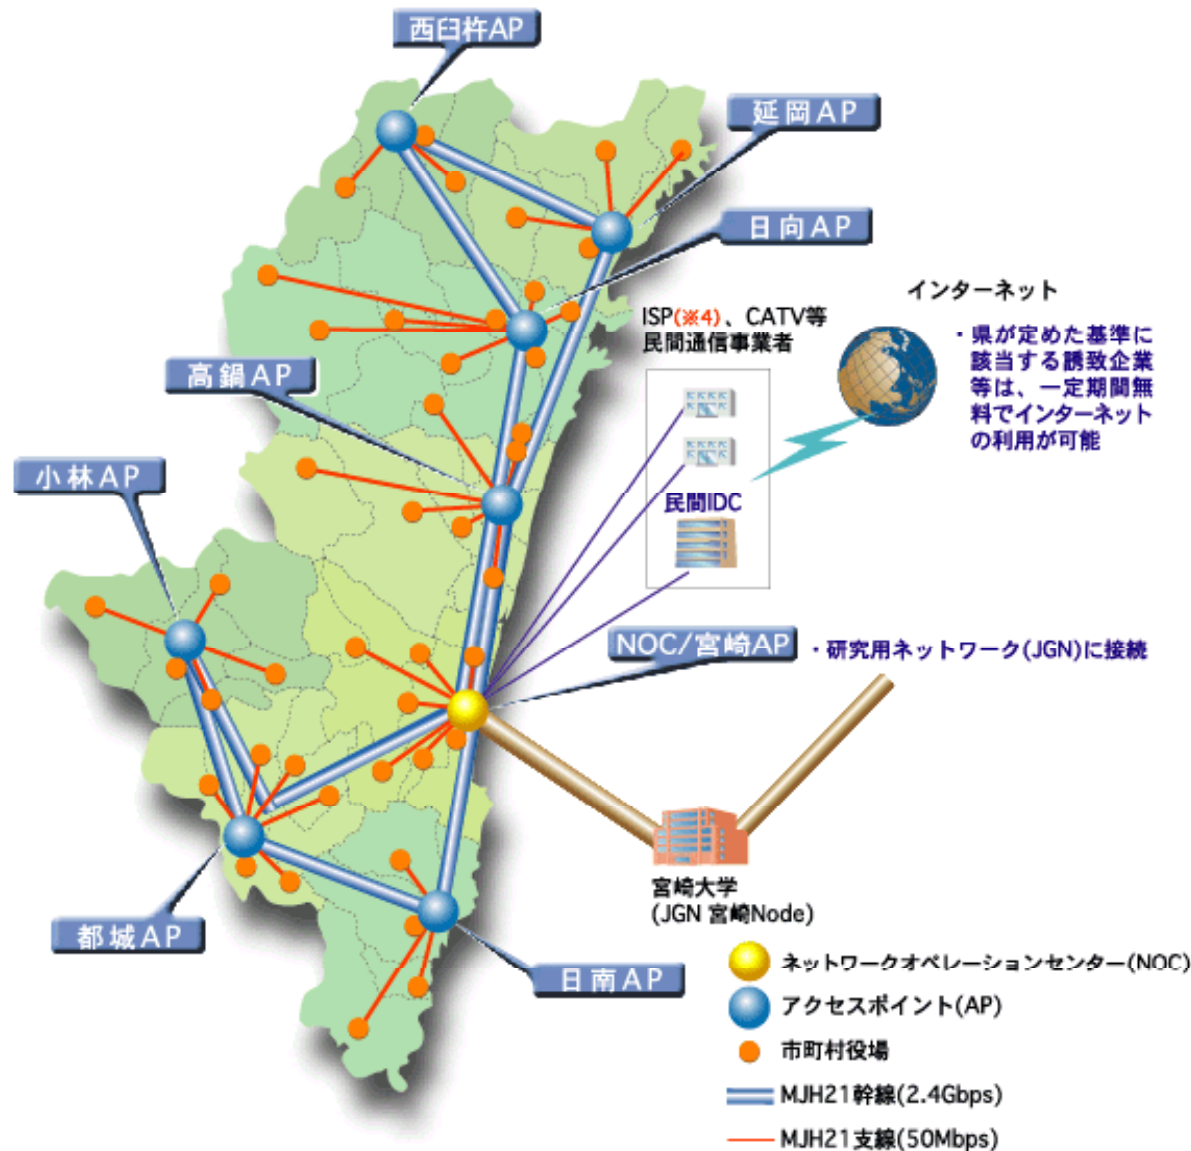 西臼杵AP
延岡AP
日向AP
インターネット
ISP(※4)、CATV等
民間通信事業者
・県が定めた基準に
該当する誘致企業
等は、一定期間無
料でインターネット
の利用が可能
高鍋AP
小林AP
民間IDC
NOC/宮崎AP
・研究用ネットワーク(JGN)に接続
宮崎大学
(JGN 宮崎Node)
都城AP
日南AP
ネットワークオペレーションセンター(NOC)
アクセスポイント(AP)
市町村役場
MJH21幹線(2.4Gbps)
MJH21支線(50Mbps)